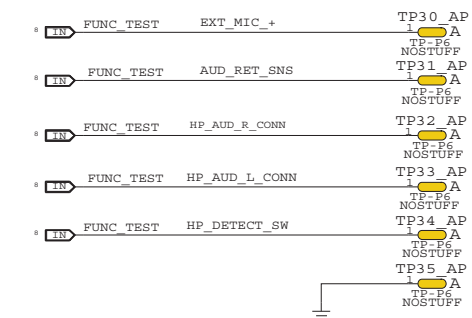 TP30_AP
8 IN FUNC_TEST EXT_MIC_+ 1 A
TP-P6
NOSTUFF
TP31_AP
8 IN FUNC_TEST AUD_RET_SNS 1 A
TP-P6
NOSTUFF
TP32_AP
8 IN FUNC_TEST HP_AUD_R_CONN 1 A
TP-P6
NOSTUFF
TP33_AP
8 IN FUNC_TEST HP_AUD_L_CONN 1 A
TP-P6
NOSTUFF
TP34_AP
8 IN FUNC_TEST HP_DETECT_SW 1 A
TP-P6
NOSTUFF
TP35_AP
1 A
TP-P6
NOSTUFF